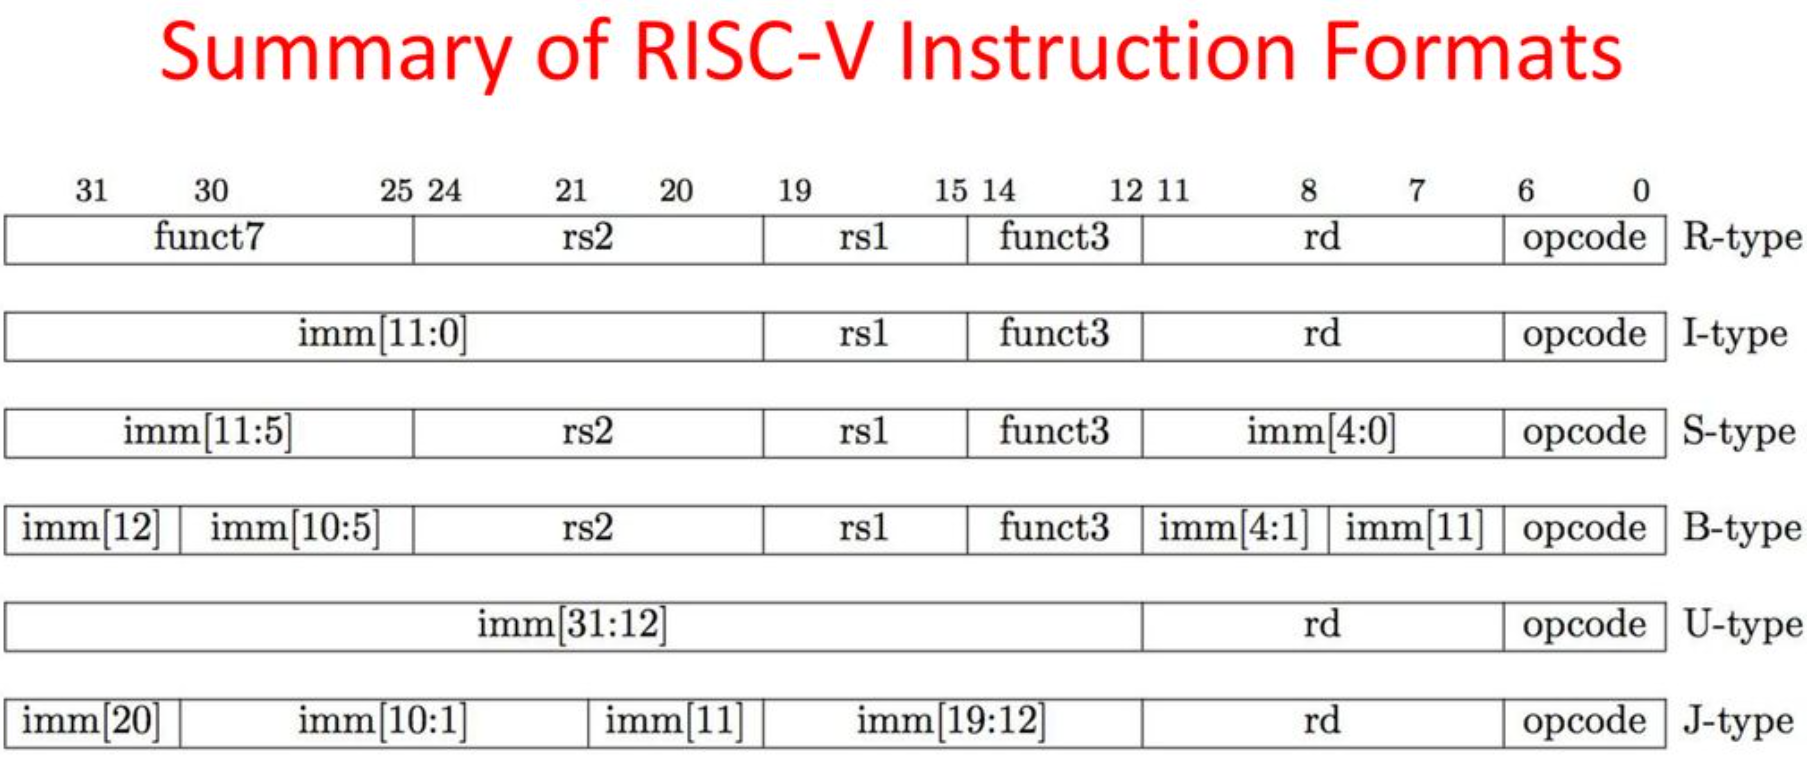 Summary of RISC-V Instruction Formats
31 30 25 24 21 20 19 15 14 12 11 8 7 6 0
funct7 rs2 rs1 funct3 rd opcode R-type
imm[11:0] rs1 funct3 rd opcode I-type
imm[11:5] rs2 rs1 funct3 imm[4:0] opcode S-type
imm[12] imm[10:5] rs2 rs1 funct3 imm[4:1] imm[11] opcode B-type
imm[31:12] rd opcode U-type
imm[20] imm[10:1] imm[11] imm[19:12] rd opcode J-type